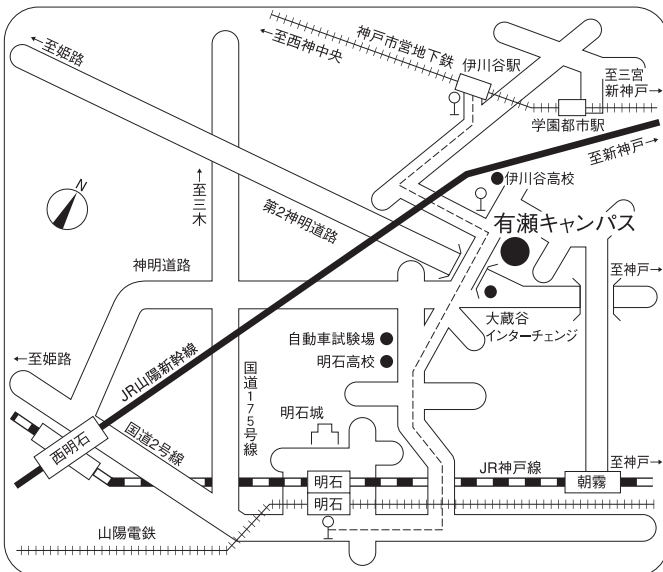 ←至姫路
←至西神中央
神戸市営地下鉄
伊川谷駅
至三宮
新神戸→
学園都市駅
至新神戸→
伊川谷高校
N
←至三木
第2神明道路
有瀬キャンパス
神明道路
至神戸→
大蔵谷
インターチェンジ
自動車試験場
明石高校
←至姫路
JR山陽新幹線
国道175号線
国道2号線
明石城
西明石
JR神戸線
至神戸→
明石
朝霧
明石
山陽電鉄